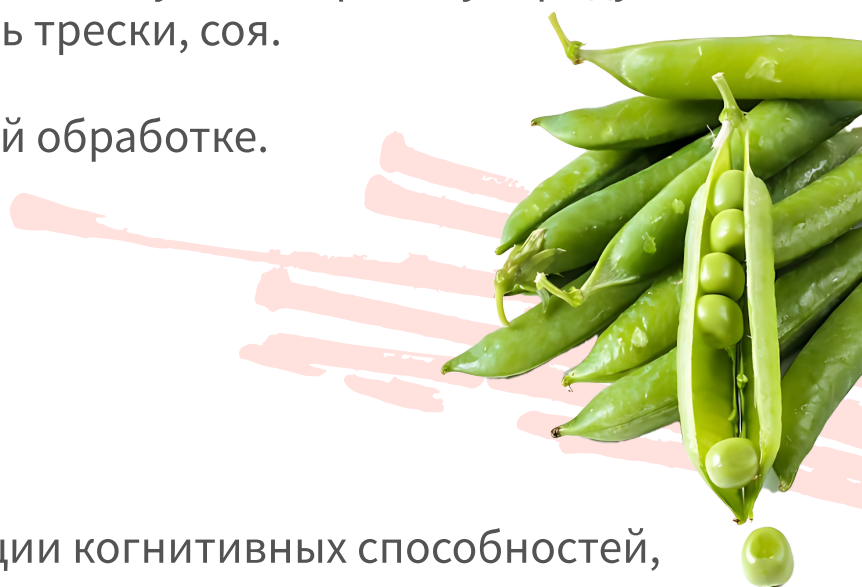 ь трески, соя.
й обработке.
ции когнитивных способностей,